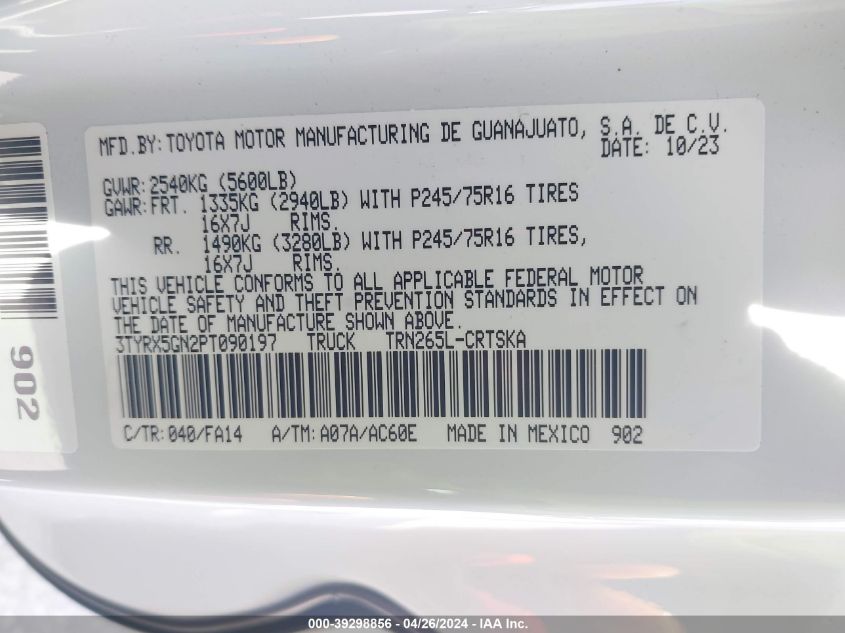 MFD.BY: TOYOTA MOTOR MANUFACTURING DE GUANAJUATO, S.A. DE C.V.
DATE: 10/23
GVWR: 2540KG (5600LB)
GAWR: FRT. 1335KG (2940LB) WITH P245/75R16 TIRES
16X7J RIMS.
RR. 1490KG (3280LB) WITH P245/75R16 TIRES,
16X7J RIMS.
THIS VEHICLE CONFORMS TO ALL APPLICABLE FEDERAL MOTOR
VEHICLE SAFETY AND THEFT PREVENTION STANDARDS IN EFFECT ON
THE DATE OF MANUFACTURE SHOWN ABOVE.
3TYRX5GN2PT090197 TRUCK TRN265L-CRTSKA
C/TR: 040/FA14 A/TM: A07A/AC60E MADE IN MEXICO 902
902
000-39298856 - 04/26/2024 - IAA Inc.